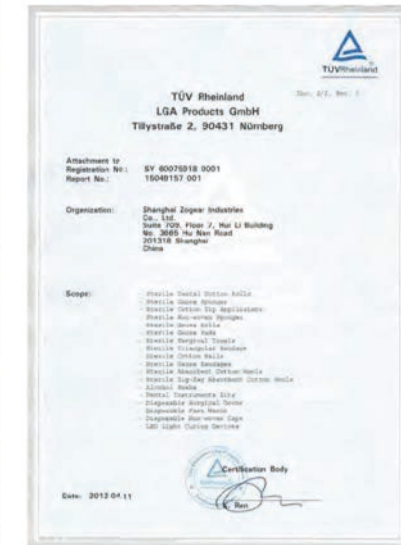 TÜVRheinland
TÜV Rheinland
LGA Products GmbH
Tillystraße 2, 90431 Nürnberg
Attachment to
Registration No.: SY 60075918 0001
Report No.: 15049157 001
Organization: Shanghai Zogear Industries
Co., Ltd.
Suite 709, Floor 7, Hui Li Building
No. 3665 Hu Nan Road
201318 Shanghai
China
Scope:
- Sterile Dental Cotton Rolls
- Sterile Gauze Sponges
- Sterile Cotton Tip Applicators
- Sterile Non-woven Sponges
- Sterile Gauze Rolls
- Sterile Gauze Pads
- Sterile Surgical Towels
- Sterile Triangular Bandage
- Sterile Cotton Balls
- Sterile Gauze Bandages
- Sterile Absorbent Cotton Wools
- Sterile Zig-Zag Absorbent Cotton Wools
- Alcohol Swabs
- Dental Instruments Kits
- Disposable Surgical Gowns
- Disposable Face Masks
- Disposable Non-woven Caps
- LED Light Curing Devices
Certification Body
Date: 2012-04-11
Ren